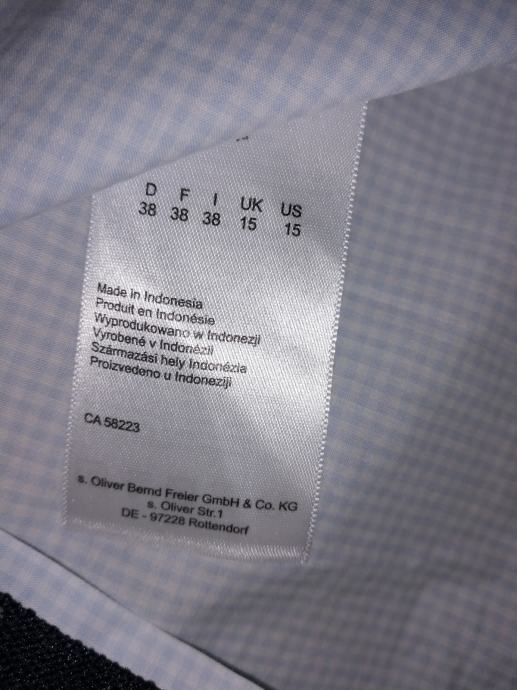 D F I UK US
38 38 38 15 15
Made in Indonesia
Produit en Indonésie
Wyprodukowano w Indonezji
Vyrobené v Indonézii
Származási hely Indonézia
Proizvedeno u Indoneziji
CA 58223
s. Oliver Bernd Freier GmbH & Co. KG
s. Oliver Str.1
DE - 97228 Rottendorf